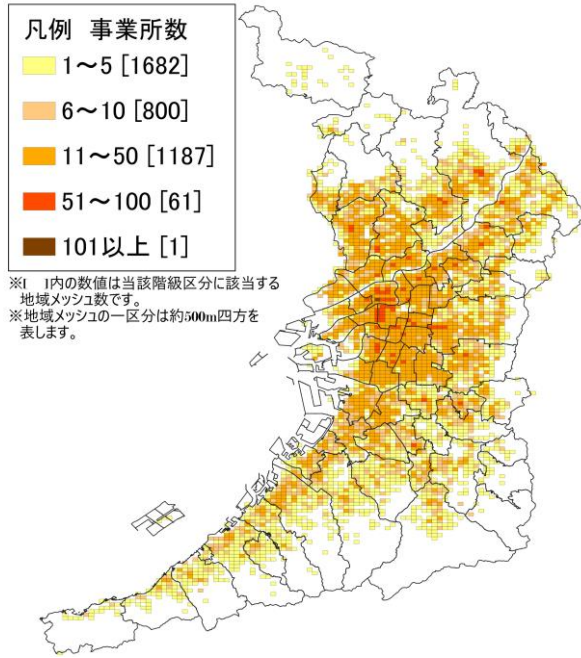 凡例 事業所数
1～5 [1682]
6～10 [800]
11～50 [1187]
51～100 [61]
101以上 [1]
※[ ]内の数値は当該階級区分に該当する
地域メッシュ数です。
※地域メッシュの一区分は約500m四方を
表します。